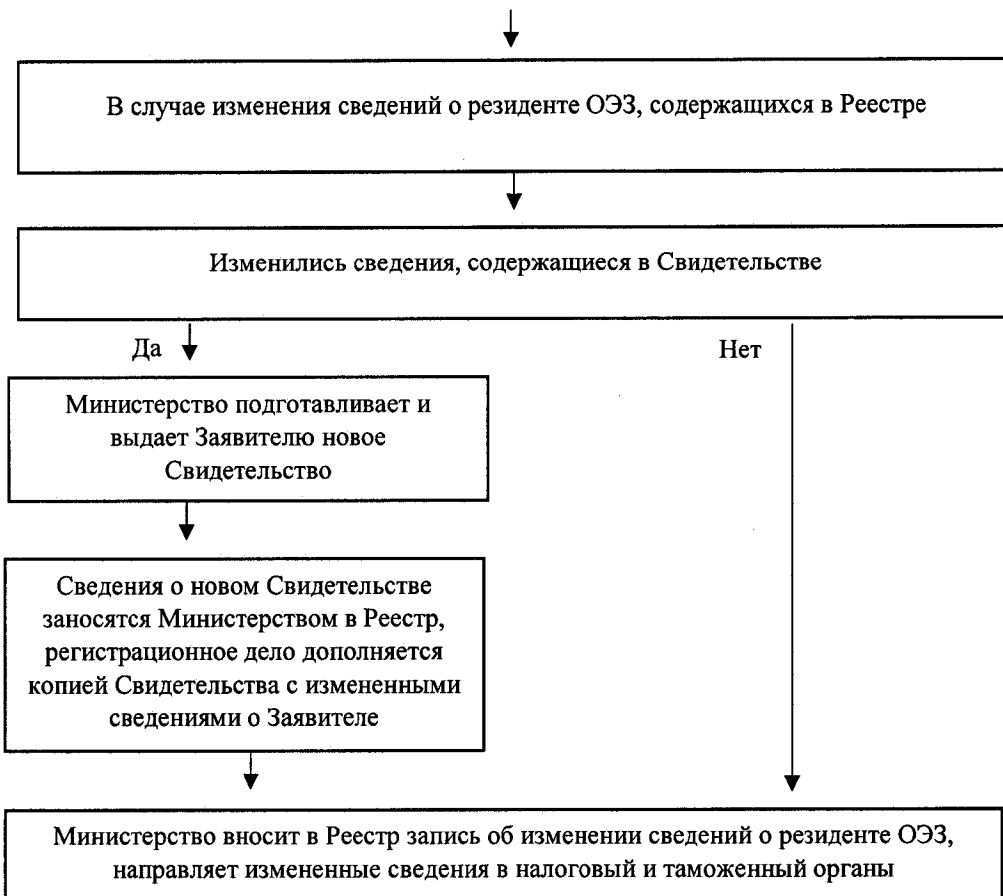 В случае изменения сведений о резиденте ОЭЗ, содержащихся в Реестре
Изменились сведения, содержащиеся в Свидетельстве
Да
Нет
Министерство подготавливает и
выдает Заявителю новое
Свидетельство
Сведения о новом Свидетельстве
заносятся Министерством в Реестр,
регистрационное дело дополняется
копией Свидетельства с измененными
сведениями о Заявителе
Министерство вносит в Реестр запись об изменении сведений о резиденте ОЭЗ,
направляет измененные сведения в налоговый и таможенный органы